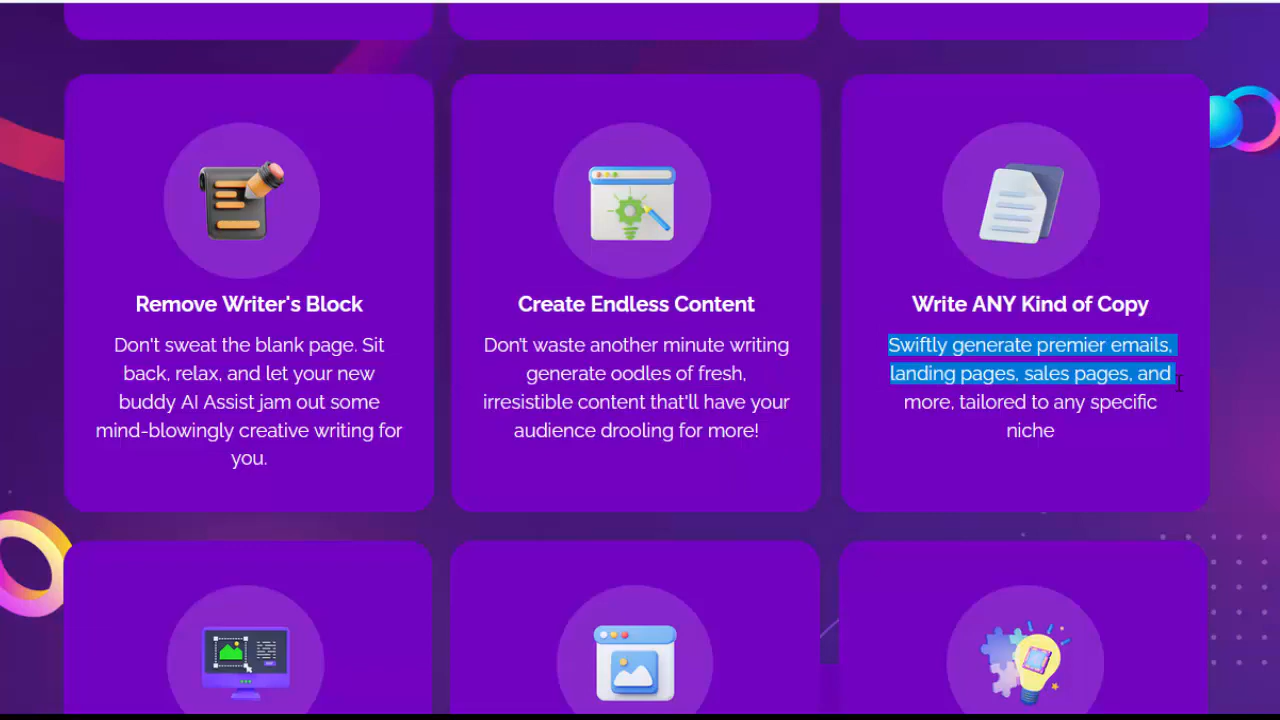 Remove Writer's Block
Don't sweat the blank page. Sit
back, relax, and let your new
buddy AI Assist jam out some
mind-blowingly creative writing for
you.
Create Endless Content
Don't waste another minute writing
generate oodles of fresh,
irresistible content that'll have your
audience drooling for more!
Write ANY Kind of Copy
Swiftly generate premier emails,
landing pages, sales pages, and
more, tailored to any specific
niche